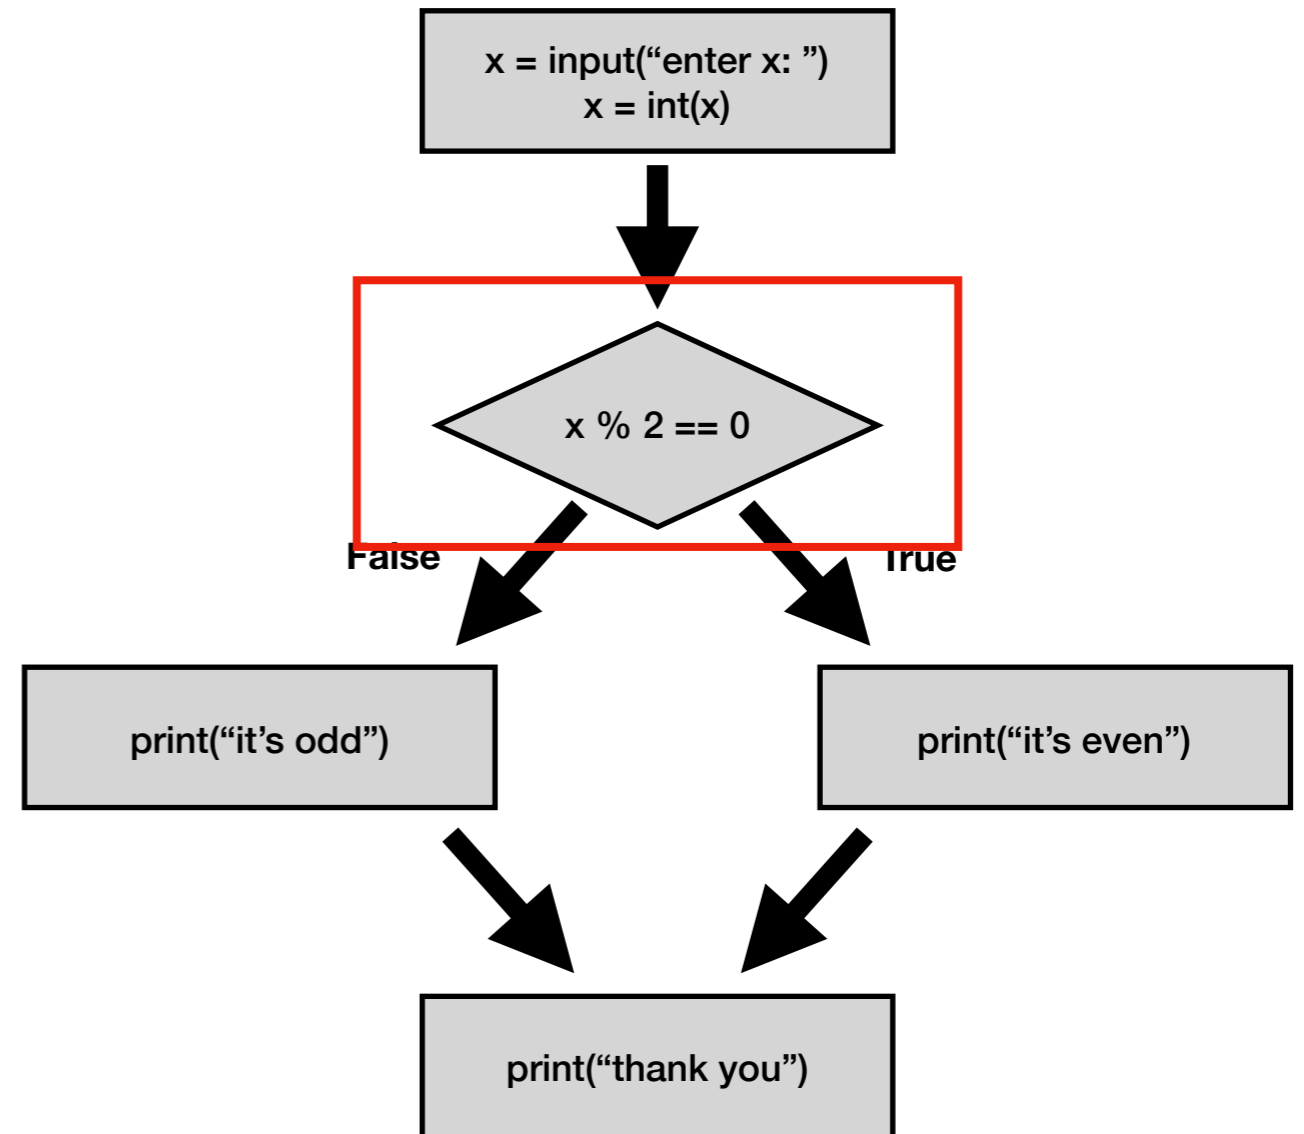 x = input(“enter x: ”)
x = int(x)
x % 2 == 0
False
True
print(“it’s odd”)
print(“it’s even”)
print(“thank you”)